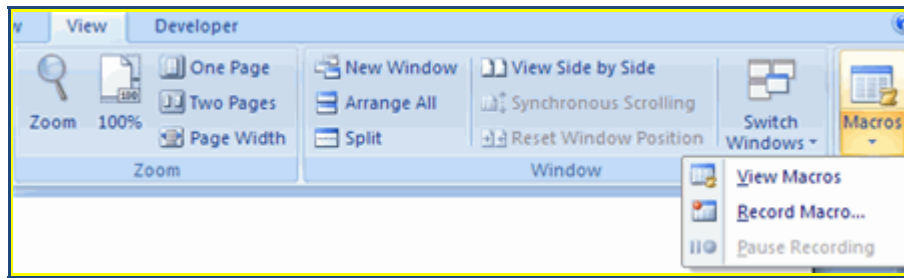 w View Developer
Zoom
100%
One Page
Two Pages
Page Width
Zoom
New Window
Arrange All
Split
View Side by Side
Synchronous Scrolling
Reset Window Position
Switch
Windows
Window
Macros
View Macros
Record Macro...
Pause Recording